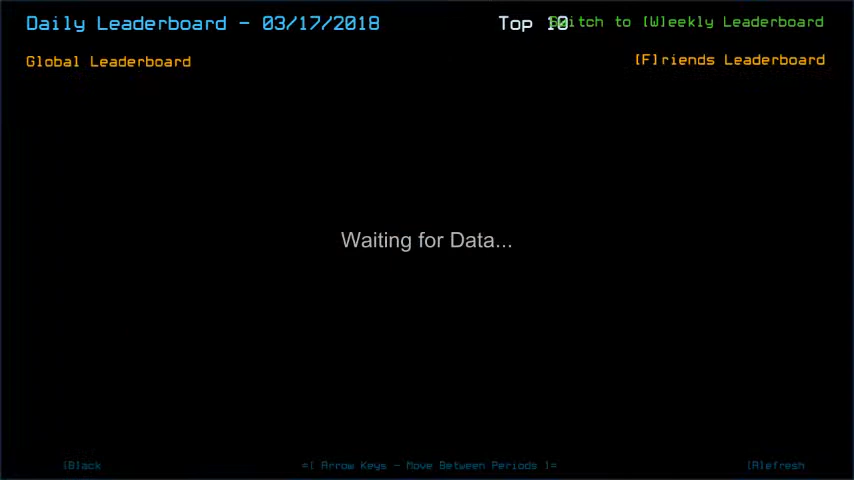 Daily Leaderboard - 03/17/2018
Top 10
Switch to [W]eekly Leaderboard
Global Leaderboard
[F]riends Leaderboard
Waiting for Data...
[B]ack
=[ Arrow Keys - Move Between Periods ]=
[R]efresh